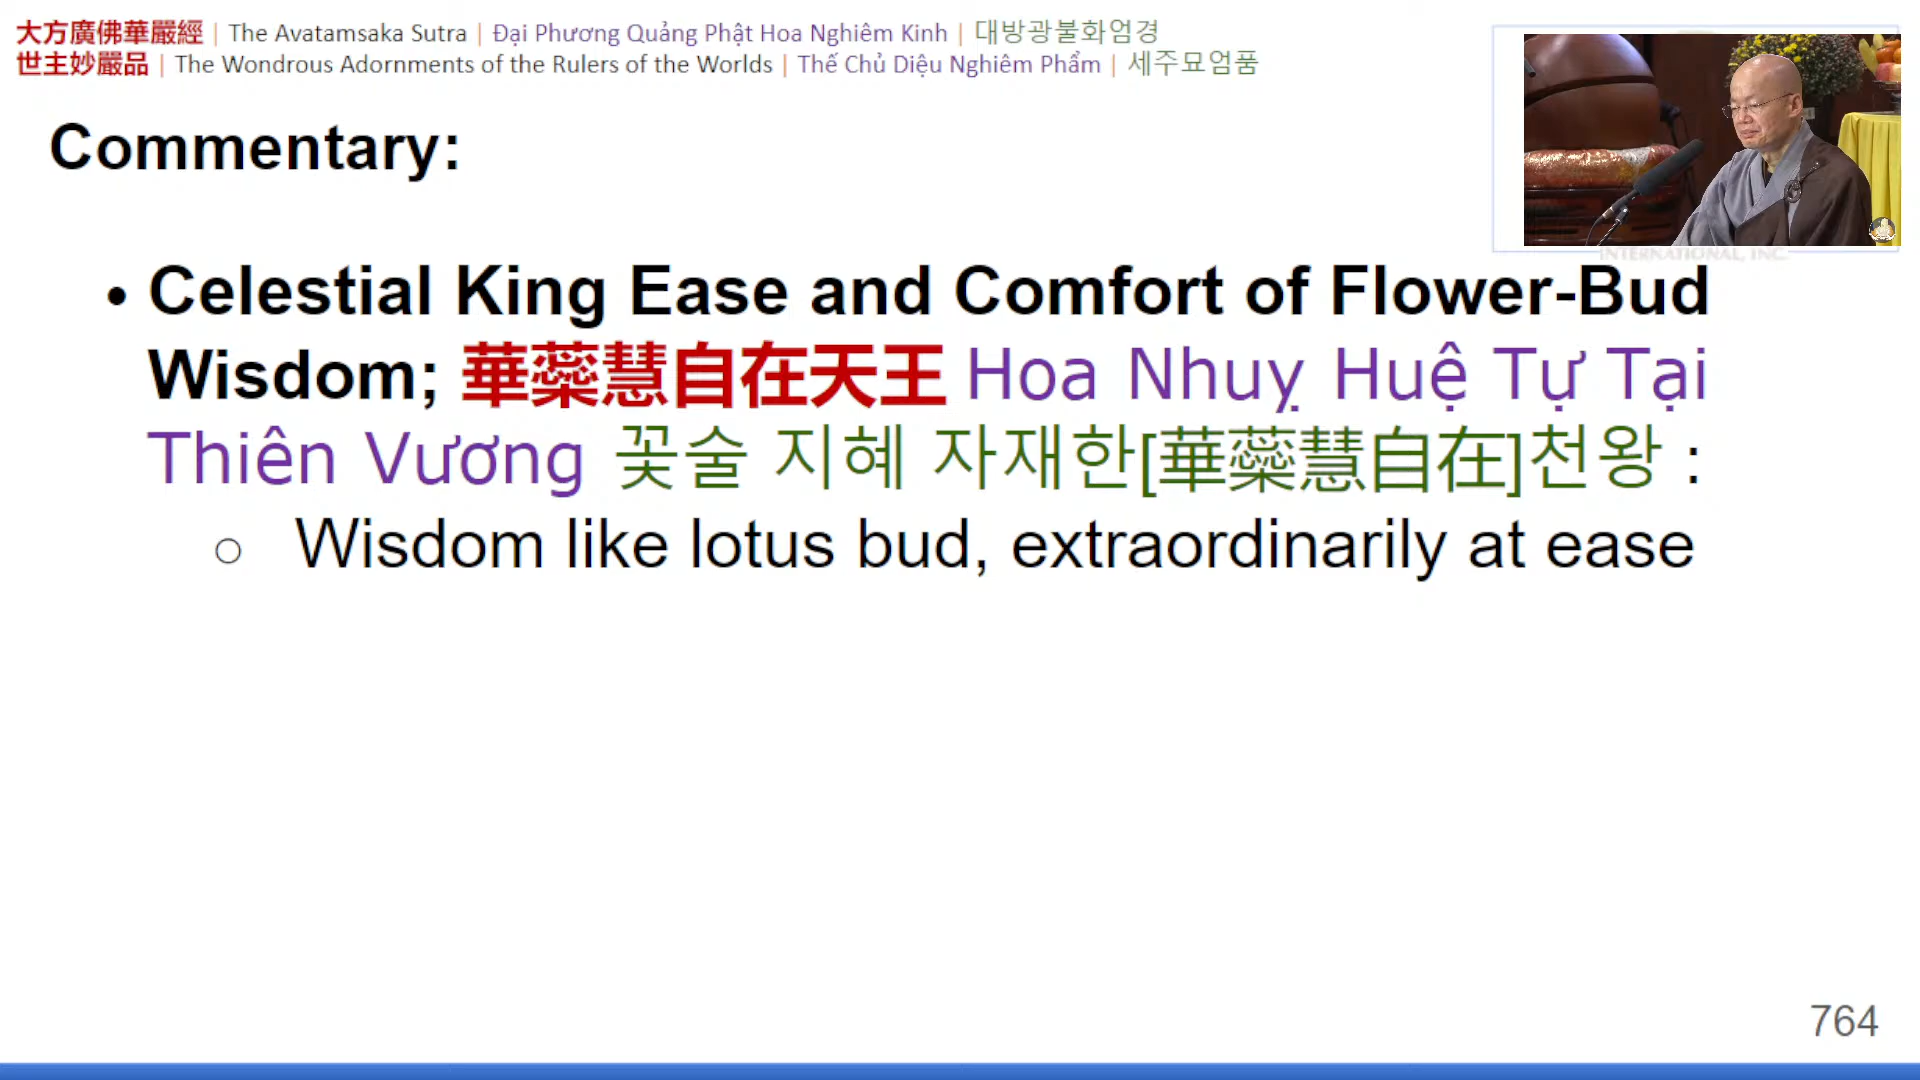 大方廣佛華嚴經 | The Avatamsaka Sutra | Đại Phương Quảng Phật Hoa Nghiêm Kinh | 대방광불화엄경
世主妙嚴品 | The Wondrous Adornments of the Rulers of the Worlds | Thế Chủ Diệu Nghiêm Phẩm | 세주묘엄품
Commentary:
INTERNATIONAL, INC.
• Celestial King Ease and Comfort of Flower-Bud
Wisdom; 華蘂慧自在天王 Hoa Nhuỵ Huệ Tự Tại
Thiên Vương 꽃술 지혜 자재한[華蘂慧自在]천왕 :
○ Wisdom like lotus bud, extraordinarily at ease
764